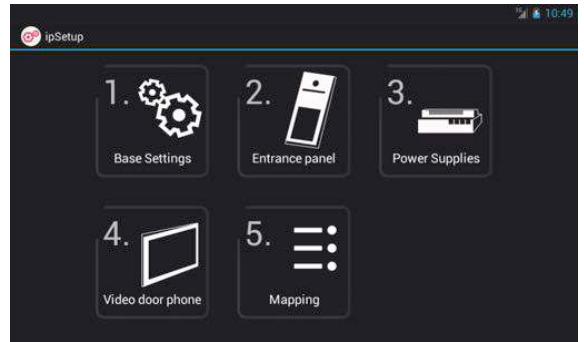 10:49
ipSetup
1.
Base Settings
2.
Entrance panel
3.
Power Supplies
4.
Video door phone
5.
Mapping